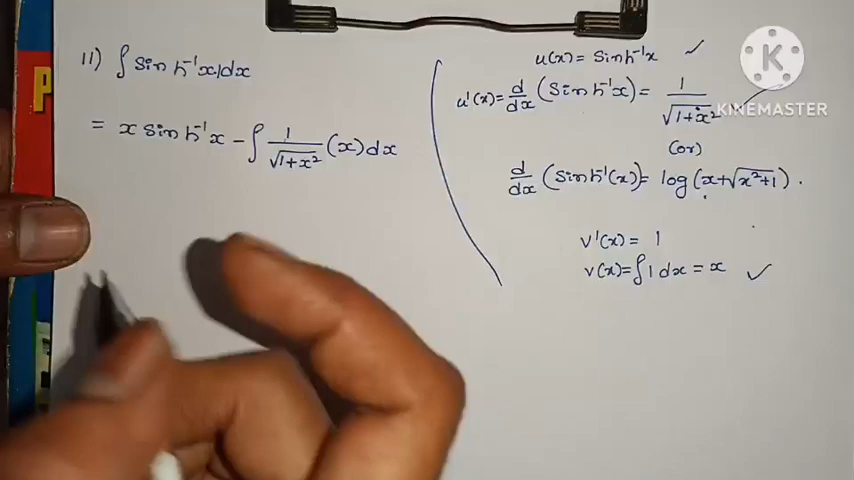 11) ∫ Sinh⁻¹x dx
= x Sinh⁻¹x − ∫ 1/√(1+x²) (x) dx
u(x) = Sinh⁻¹x ✓
u'(x) = d/dx (Sinh⁻¹x) = 1/√(1+x²)
(or)
d/dx (Sinh⁻¹(x)) = log(x+√(x²+1)).
v'(x) = 1
v(x) = ∫1 dx = x ✓
K
KINEMASTER
P